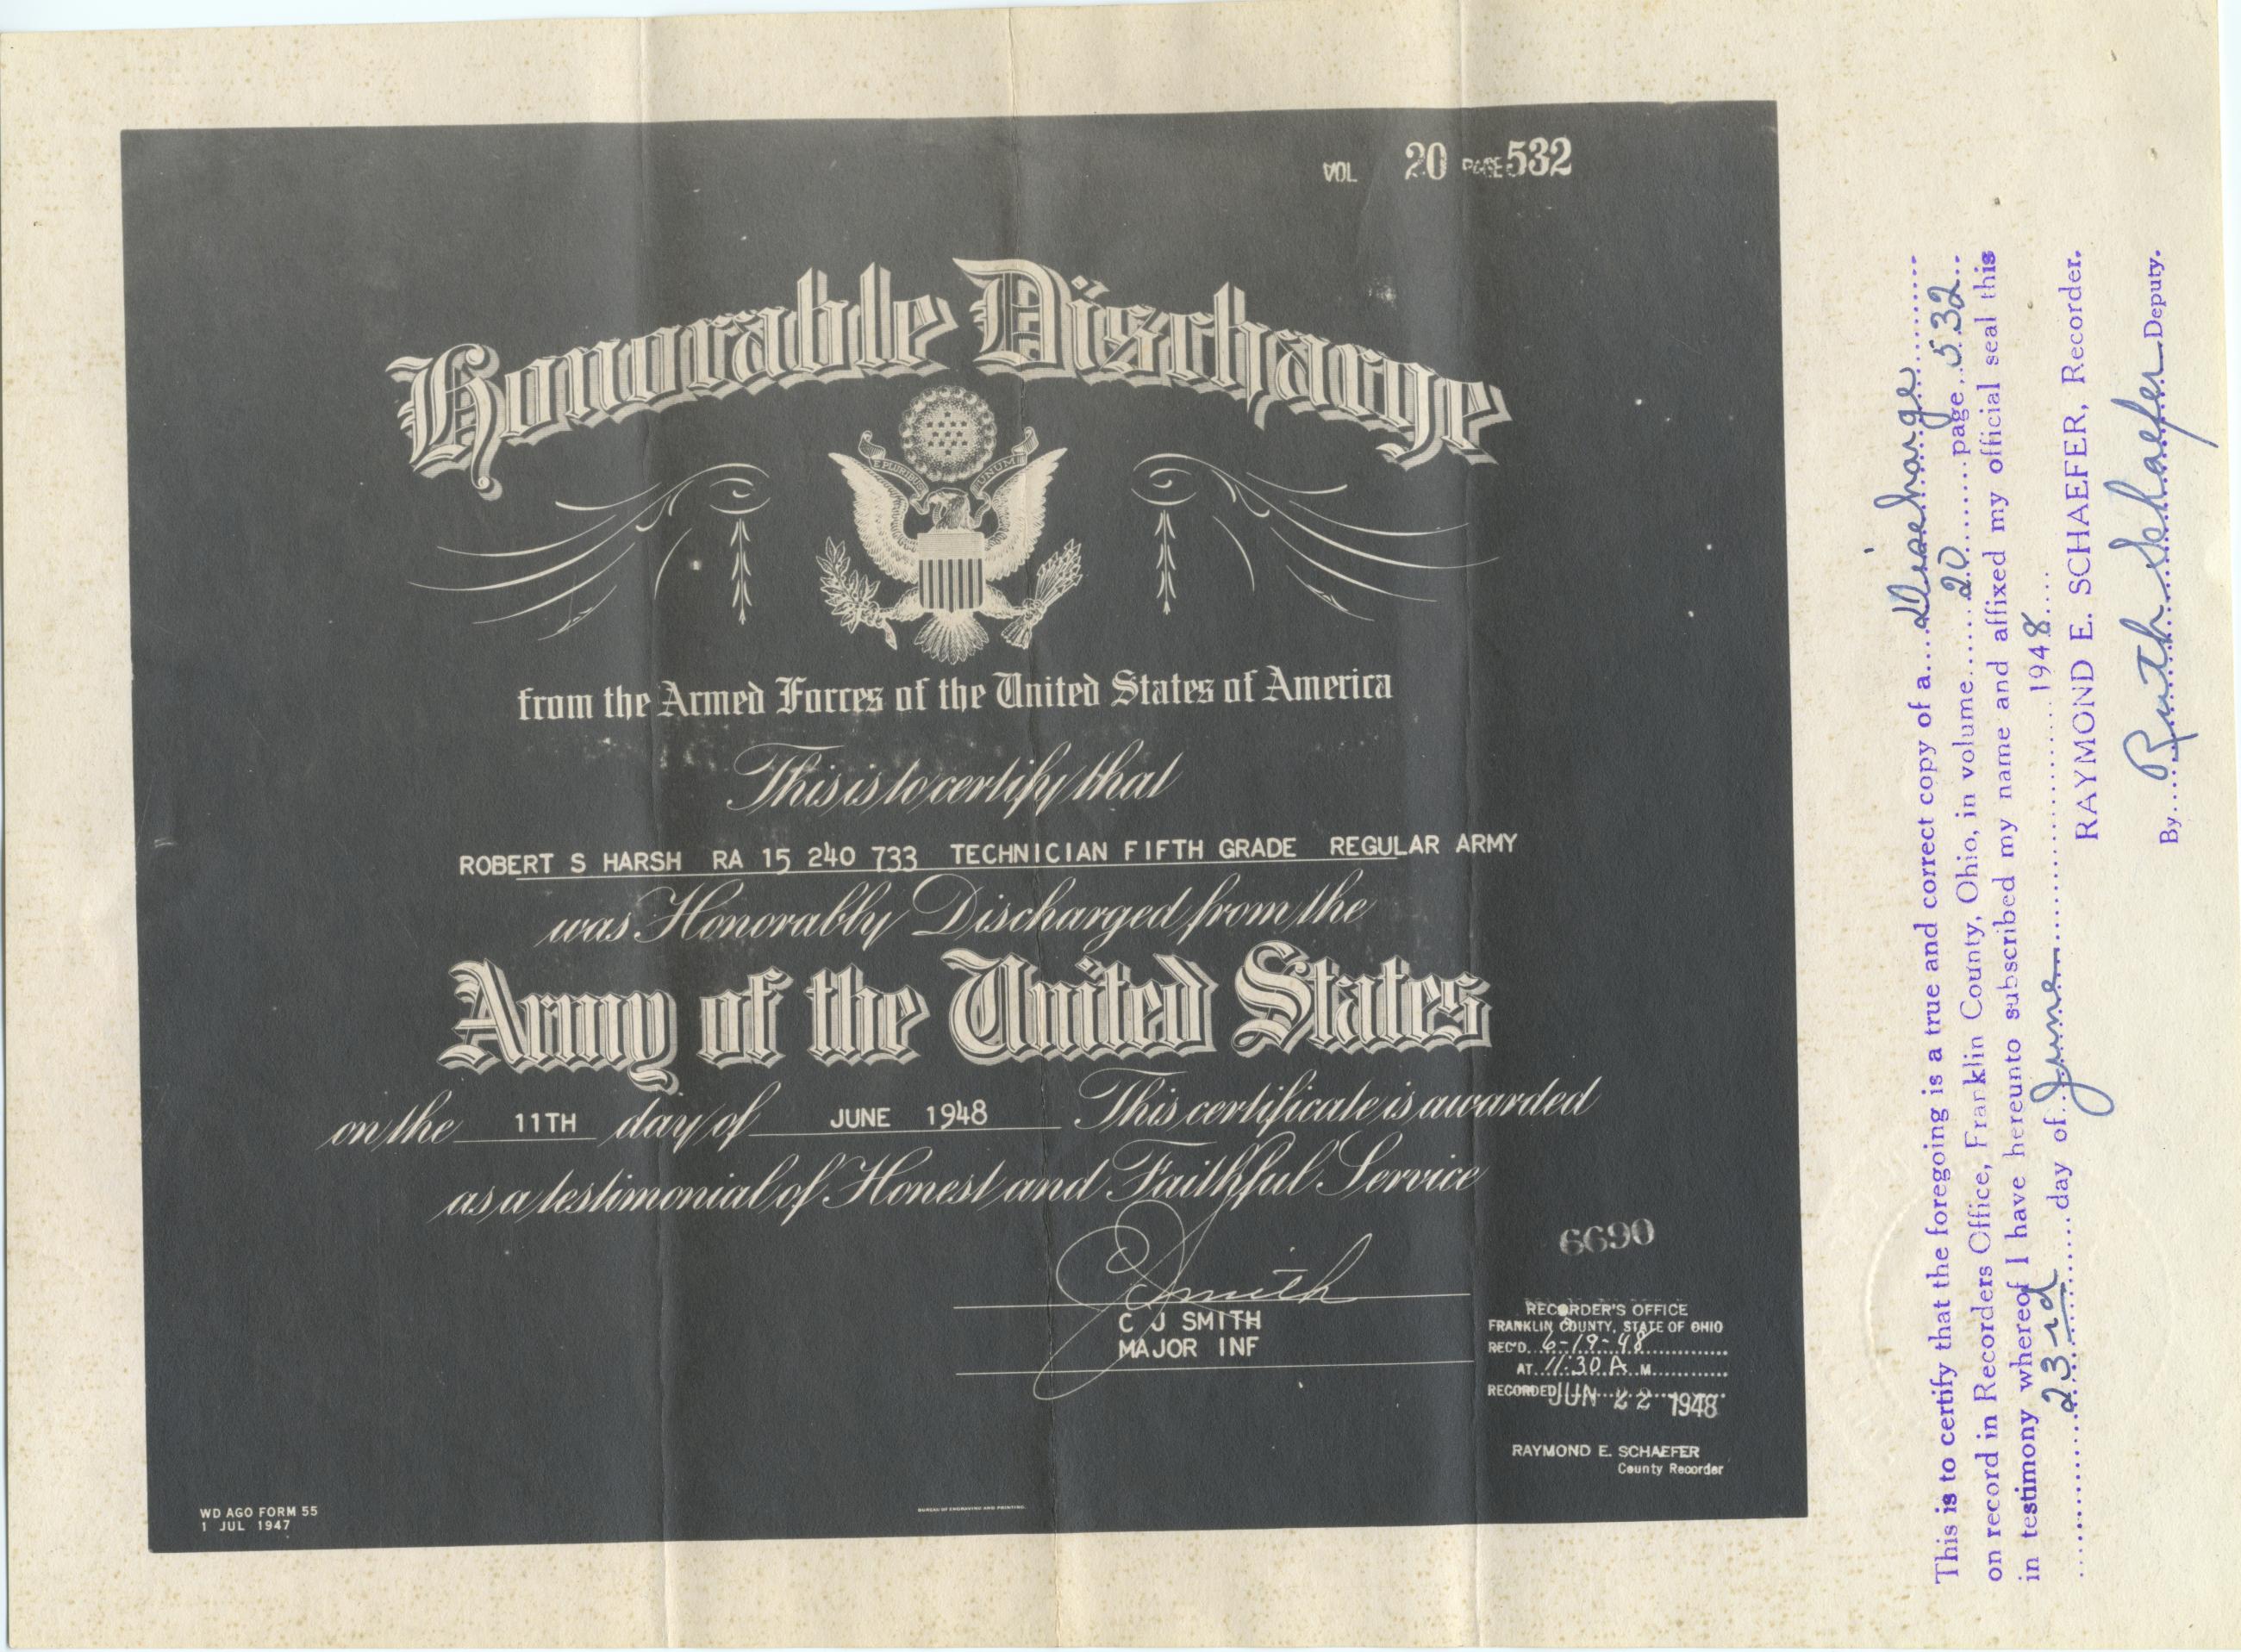 VOL 20 PAGE 532
Honorable Discharge
E PLURIBUS UNUM
from the Armed Forces of the United States of America
This is to certify that
ROBERT S HARSH RA 15 240 733 TECHNICIAN FIFTH GRADE REGULAR ARMY
was Honorably Discharged from the
Army of the United States
on the 11TH day of JUNE 1948 This certificate is awarded
as a testimonial of Honest and Faithful Service
CJSmith
C J SMITH
MAJOR INF
6690
RECORDER'S OFFICE
FRANKLIN COUNTY, STATE OF OHIO
REC'D. 6-19-48
AT 11:30 A. M.
RECORDED JUN 22 1948
RAYMOND E. SCHAEFER
County Recorder
WD AGO FORM 55
1 JUL 1947
BUREAU OF ENGRAVING AND PRINTING
This is to certify that the foregoing is a true and correct copy of a Discharge
on record in Recorders Office, Franklin County, Ohio, in volume 20 page 532
in testimony whereof I have hereunto subscribed my name and affixed my official seal this
23rd day of June 1948
RAYMOND E. SCHAEFER, Recorder.
By Ruth Schaefer Deputy.